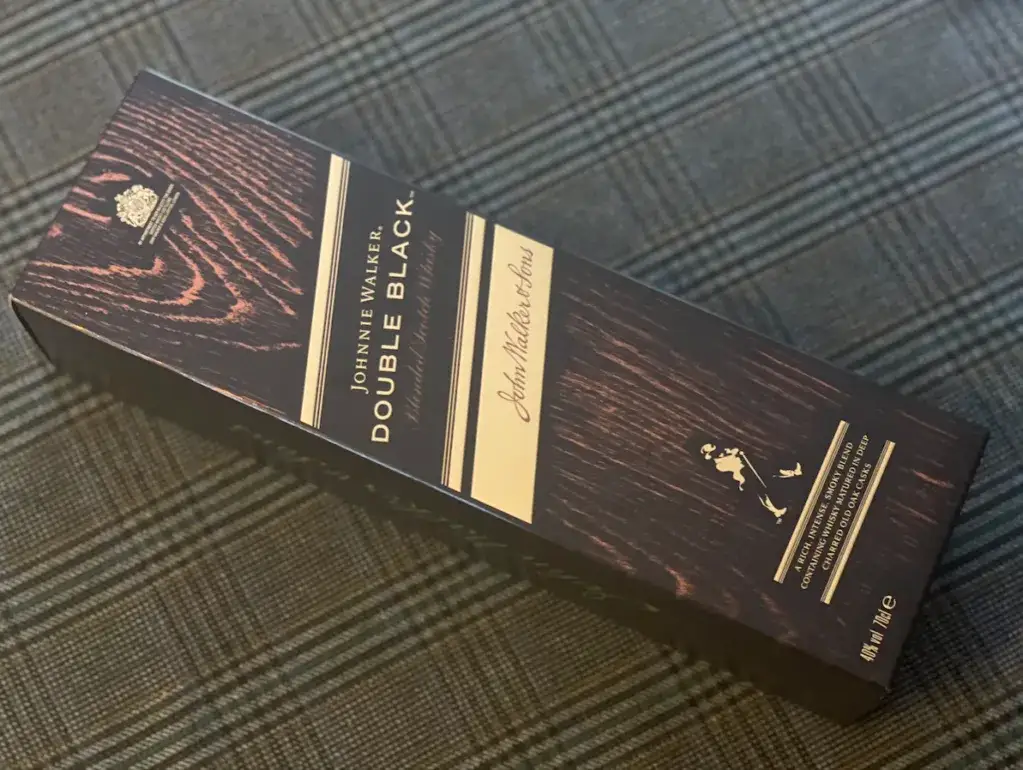 JOHNNIE WALKER®
DOUBLE BLACK™
Blended Scotch Whisky
John Walker & Sons
A RICH, INTENSE, SMOKY BLEND
CONTAINING WHISKY MATURED IN DEEP
CHARRED OLD OAK CASKS
40% vol 70cl ℮